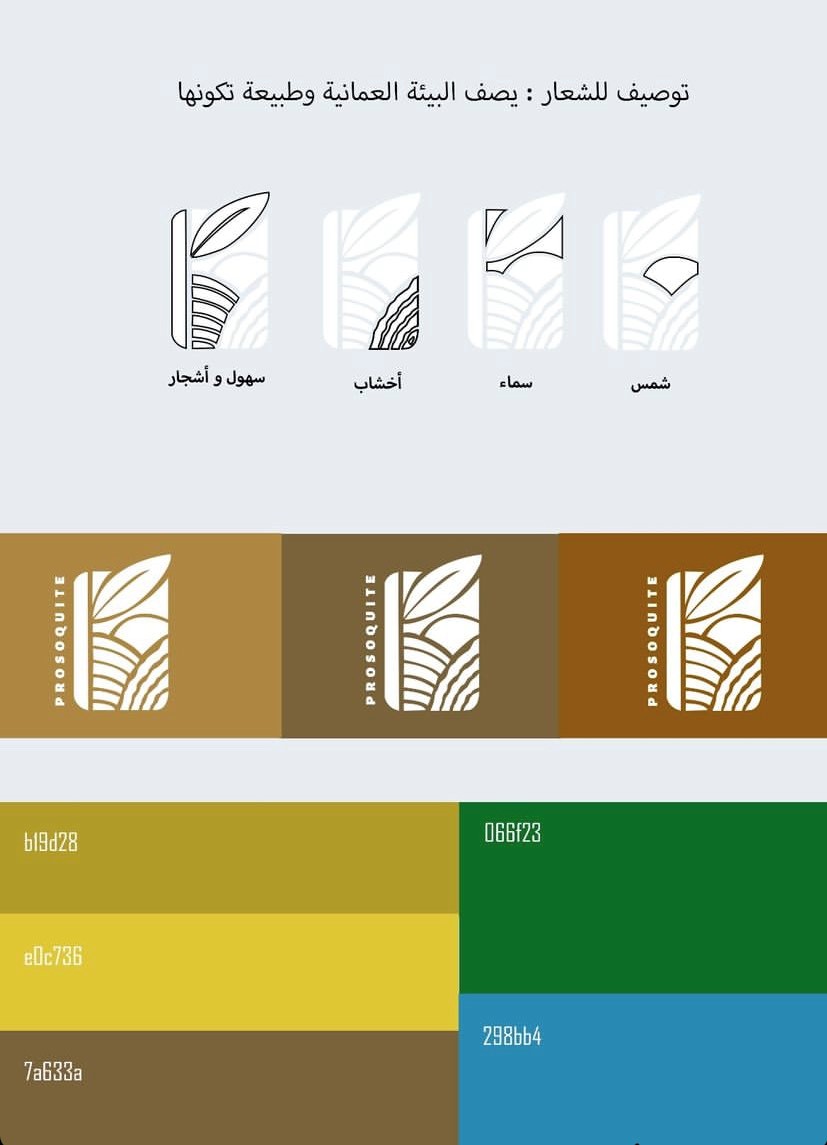 توصيف للشعار : يصف البيئة العمانية وطبيعة تكونها
شمس
سماء
أخشاب
سهول و أشجار
PROSOQUITE
PROSOQUITE
PROSOQUITE
b19d28
066f23
e0c736
298bb4
7a633a